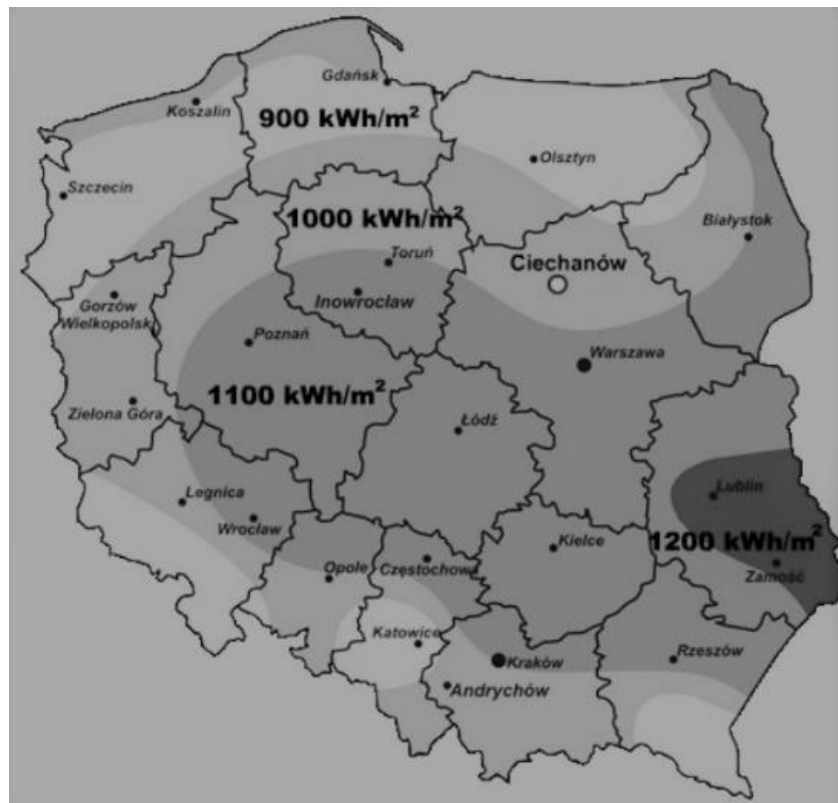 Gdańsk
Koszalin
900 kWh/m²
Olsztyn
Szczecin
1000 kWh/m²
Białystok
Toruń
Ciechanów
Gorzów
Wielkopolski
Inowrocław
Poznań
Warszawa
1100 kWh/m²
Zielona Góra
Łódź
Legnica
Lublin
Wrocław
1200 kWh/m²
Kielce
Opole
Częstochowa
Zamość
Katowice
Kraków
Rzeszów
Andrychów